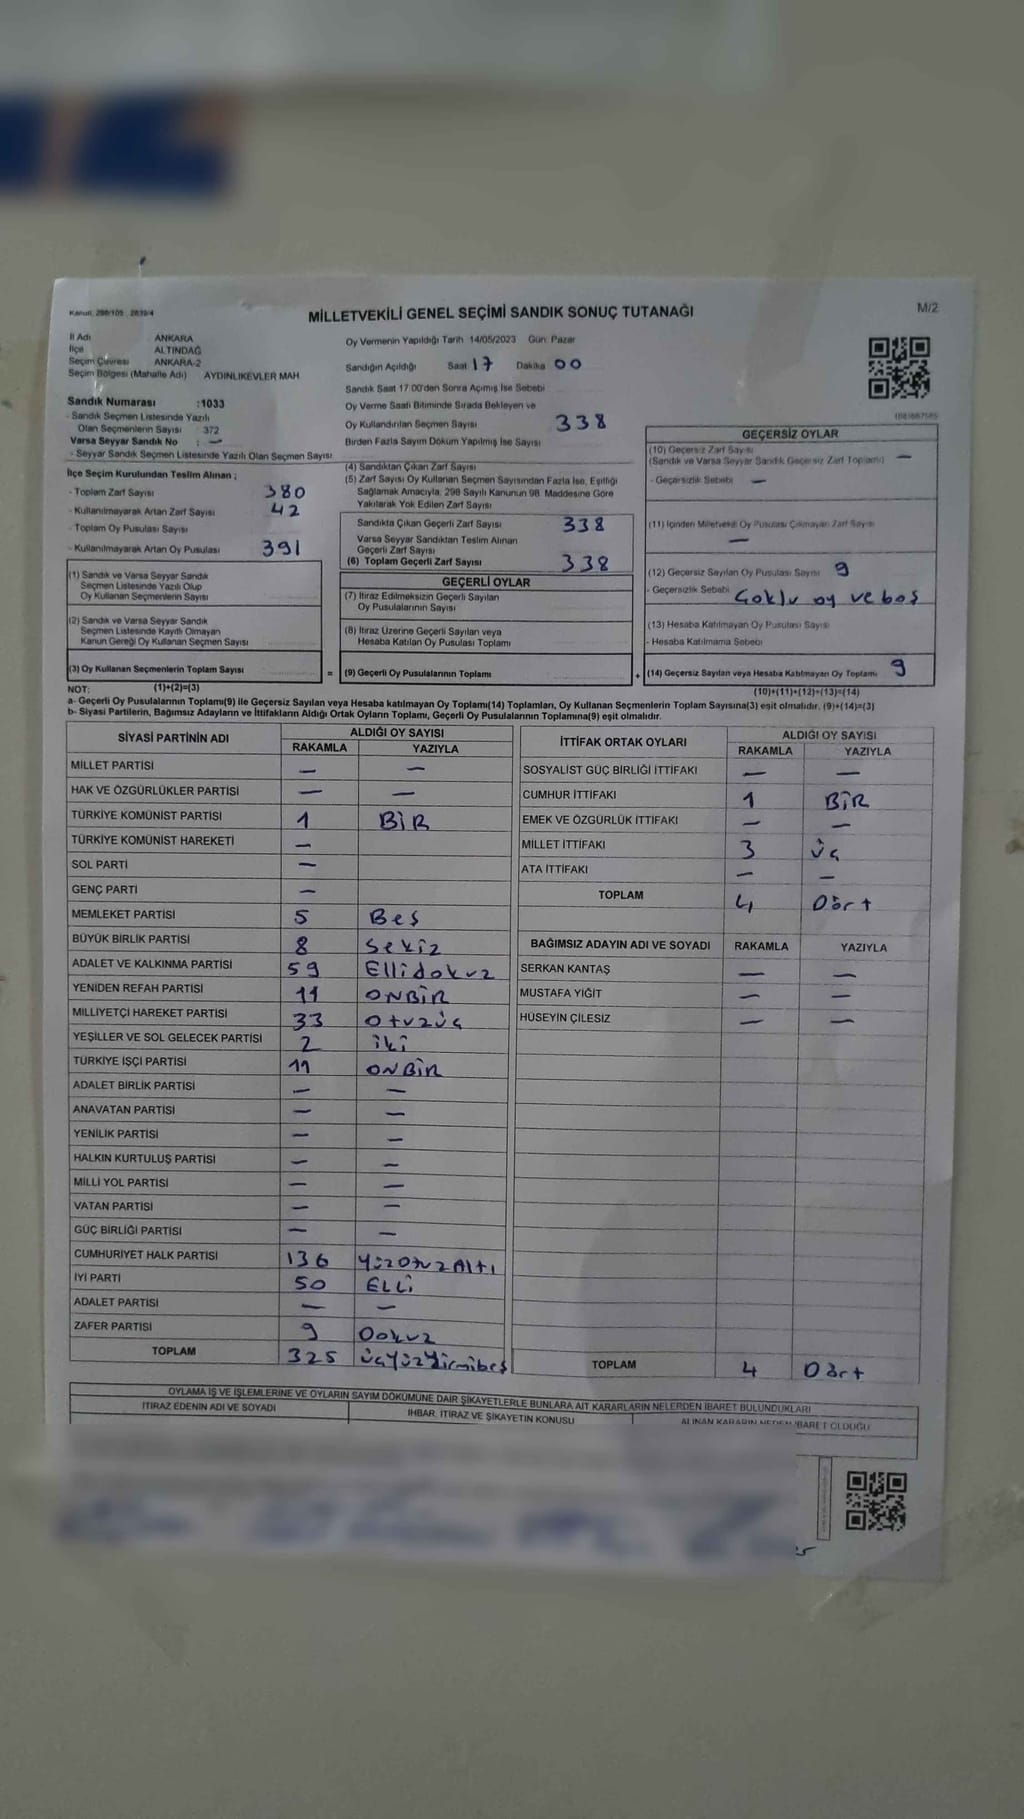 Kanun, 298/105 2839/4
MİLLETVEKİLİ GENEL SEÇİMİ SANDIK SONUÇ TUTANAĞI
M/2
İl Adı ANKARA
İlçe ALTINDAĞ
Seçim Çevresi ANKARA-2
Seçim Bölgesi (Mahalle Adı) AYDINLIKEVLER MAH.
Sandık Numarası :1033
- Sandık Seçmen Listesinde Yazılı
Olan Seçmenlerin Sayısı : 372
Varsa Seyyar Sandık No : —
- Seyyar Sandık Seçmen Listesinde Yazılı Olan Seçmen Sayısı
İlçe Seçim Kurulundan Teslim Alınan ;
- Toplam Zarf Sayısı 380
- Kullanılmayarak Artan Zarf Sayısı 42
- Toplam Oy Pusulası Sayısı
- Kullanılmayarak Artan Oy Pusulası 391
(1) Sandık ve Varsa Seyyar Sandık
Seçmen Listesinde Yazılı Olup
Oy Kullanan Seçmenlerin Sayısı
(2) Sandık ve Varsa Seyyar Sandık
Seçmen Listesinde Kayıtlı Olmayan
Kanun Gereği Oy Kullanan Seçmen Sayısı
(3) Oy Kullanan Seçmenlerin Toplam Sayısı
Oy Vermenin Yapıldığı Tarih 14/05/2023 Gün: Pazar
Sandığın Açıldığı Saat 17 Dakika 00
Sandık Saat 17.00'den Sonra Açımış İse Sebebi
Oy Verme Saati Bitiminde Sırada Bekleyen ve
Oy Kullandırılan Seçmen Sayısı 338
Birden Fazla Sayım Döküm Yapılmış İse Sayısı
(4) Sandıktan Çıkan Zarf Sayısı
(5) Zarf Sayısı Oy Kullanan Seçmen Sayısından Fazla İse, Eşitliği
Sağlamak Amacıyla, 298 Sayılı Kanunun 98. Maddesine Göre
Yakılarak Yok Edilen Zarf Sayısı
Sandıkta Çıkan Geçerli Zarf Sayısı 338
Varsa Seyyar Sandıktan Teslim Alınan
Geçerli Zarf Sayısı
(6) Toplam Geçerli Zarf Sayısı 338
GEÇERLİ OYLAR
(7) İtiraz Edilmeksizin Geçerli Sayılan
Oy Pusulalarının Sayısı
(8) İtiraz Üzerine Geçerli Sayılan veya
Hesaba Katılan Oy Pusulası Toplamı
= (9) Geçerli Oy Pusulalarının Toplamı +
GEÇERSİZ OYLAR
(10) Geçersiz Zarf Sayısı
(Sandık ve Varsa Seyyar Sandık Geçersiz Zarf Toplamı) —
- Geçersizlik Sebebi —
(11) İçinden Milletvekili Oy Pusulası Çıkmayan Zarf Sayısı
—
(12) Geçersiz Sayılan Oy Pusulası Sayısı 9
- Geçersizlik Sebebi Çoklu oy ve boş
(13) Hesaba Katılmayan Oy Pusulası Sayısı
- Hesaba Katılmama Sebebi
(14) Geçersiz Sayılan veya Hesaba Katılmayan Oy Toplamı 9
NOT: (1)+(2)=(3)
(10)+(11)+(12)+(13)=(14)
a- Geçerli Oy Pusulalarının Toplamı(9) ile Geçersiz Sayılan veya Hesaba katılmayan Oy Toplamı(14) Toplamları, Oy Kullanan Seçmenlerin Toplam Sayısına(3) eşit olmalıdır. (9)+(14)=(3)
b- Siyasi Partilerin, Bağımsız Adayların ve İttifakların Aldığı Ortak Oyların Toplamı, Geçerli Oy Pusulalarının Toplamına(9) eşit olmalıdır.
SİYASİ PARTİNİN ADI ALDIĞI OY SAYISI
RAKAMLA YAZIYLA
MİLLET PARTİSİ — —
HAK VE ÖZGÜRLÜKLER PARTİSİ — —
TÜRKİYE KOMÜNİST PARTİSİ 1 BİR
TÜRKİYE KOMÜNİST HAREKETİ —
SOL PARTİ —
GENÇ PARTİ —
MEMLEKET PARTİSİ 5 Beş
BÜYÜK BİRLİK PARTİSİ 8 Sekiz
ADALET VE KALKINMA PARTİSİ 59 Ellidokuz
YENİDEN REFAH PARTİSİ 11 ONBİR
MİLLİYETÇİ HAREKET PARTİSİ 33 Otuzüç
YEŞİLLER VE SOL GELECEK PARTİSİ 2 iki
TÜRKİYE İŞÇİ PARTİSİ 11 ONBİR
ADALET BİRLİK PARTİSİ — —
ANAVATAN PARTİSİ — —
YENİLİK PARTİSİ — —
HALKIN KURTULUŞ PARTİSİ — —
MİLLİ YOL PARTİSİ — —
VATAN PARTİSİ — —
GÜÇ BİRLİĞİ PARTİSİ — —
CUMHURİYET HALK PARTİSİ 136 YüzOtuzAltı
İYİ PARTİ 50 ELLİ
ADALET PARTİSİ — —
ZAFER PARTİSİ 9 Dokuz
TOPLAM 325 üçYüzYirmibeş
İTTİFAK ORTAK OYLARI ALDIĞI OY SAYISI
RAKAMLA YAZIYLA
SOSYALİST GÜÇ BİRLİĞİ İTTİFAKI — —
CUMHUR İTTİFAKI 1 BİR
EMEK VE ÖZGÜRLÜK İTTİFAKI — —
MİLLET İTTİFAKI 3 üç
ATA İTTİFAKI — —
TOPLAM 4 Dört
BAĞIMSIZ ADAYIN ADI VE SOYADI RAKAMLA YAZIYLA
SERKAN KANTAŞ — —
MUSTAFA YİĞİT — —
HÜSEYİN ÇİLESİZ — —
TOPLAM 4 Dört
OYLAMA İŞ VE İŞLEMLERİNE VE OYLARIN SAYIM DÖKÜMÜNE DAİR ŞİKAYETLERLE BUNLARA AİT KARARLARIN NELERDEN İBARET BULUNDUKLARI
İTİRAZ EDENİN ADI VE SOYADI İHBAR, İTİRAZ VE ŞİKAYETİN KONUSU ALINAN KARARIN NEDEN İBARET OLDUĞU